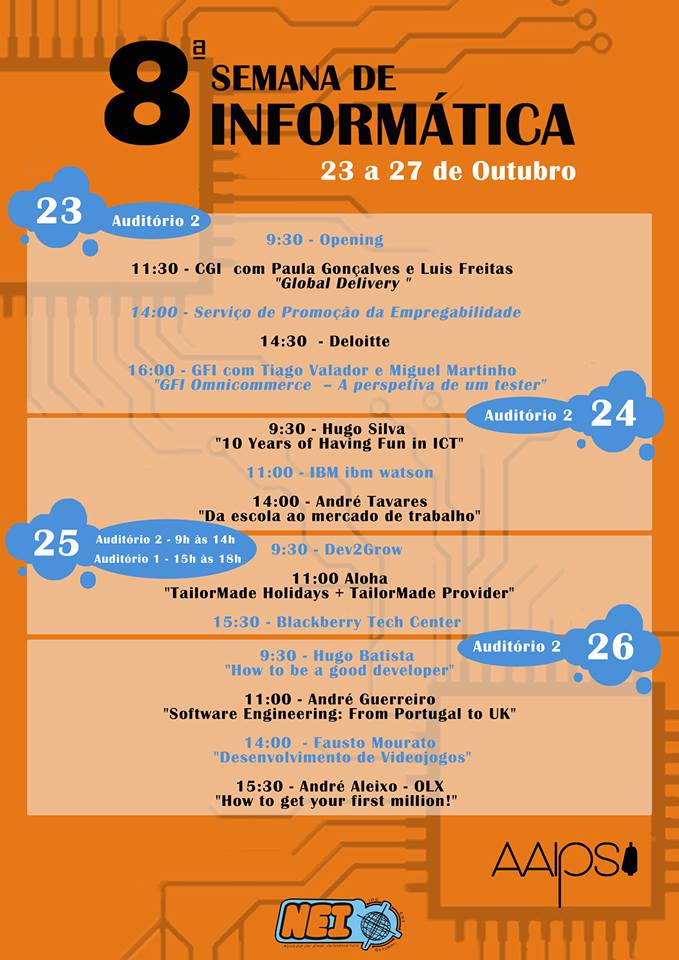 8ª SEMANA DE
INFORMÁTICA
23 a 27 de Outubro
23
Auditório 2
9:30 - Opening
11:30 - CGI com Paula Gonçalves e Luis Freitas
"Global Delivery "
14:00 - Serviço de Promoção da Empregabilidade
14:30 - Deloitte
16:00 - GFI com Tiago Valador e Miguel Martinho
"GFI Omnicommerce – A perspetiva de um tester"
Auditório 2
24
9:30 - Hugo Silva
"10 Years of Having Fun in ICT"
11:00 - IBM ibm watson
14:00 - André Tavares
"Da escola ao mercado de trabalho"
25
Auditório 2 - 9h às 14h
Auditório 1 - 15h às 18h
9:30 - Dev2Grow
11:00 Aloha
"TailorMade Holidays + TailorMade Provider"
15:30 - Blackberry Tech Center
Auditório 2
26
9:30 - Hugo Batista
"How to be a good developer"
11:00 - André Guerreiro
"Software Engineering: From Portugal to UK"
14:00 - Fausto Mourato
"Desenvolvimento de Videojogos"
15:30 - André Aleixo - OLX
"How to get your first million!"
AAIPS
NEI